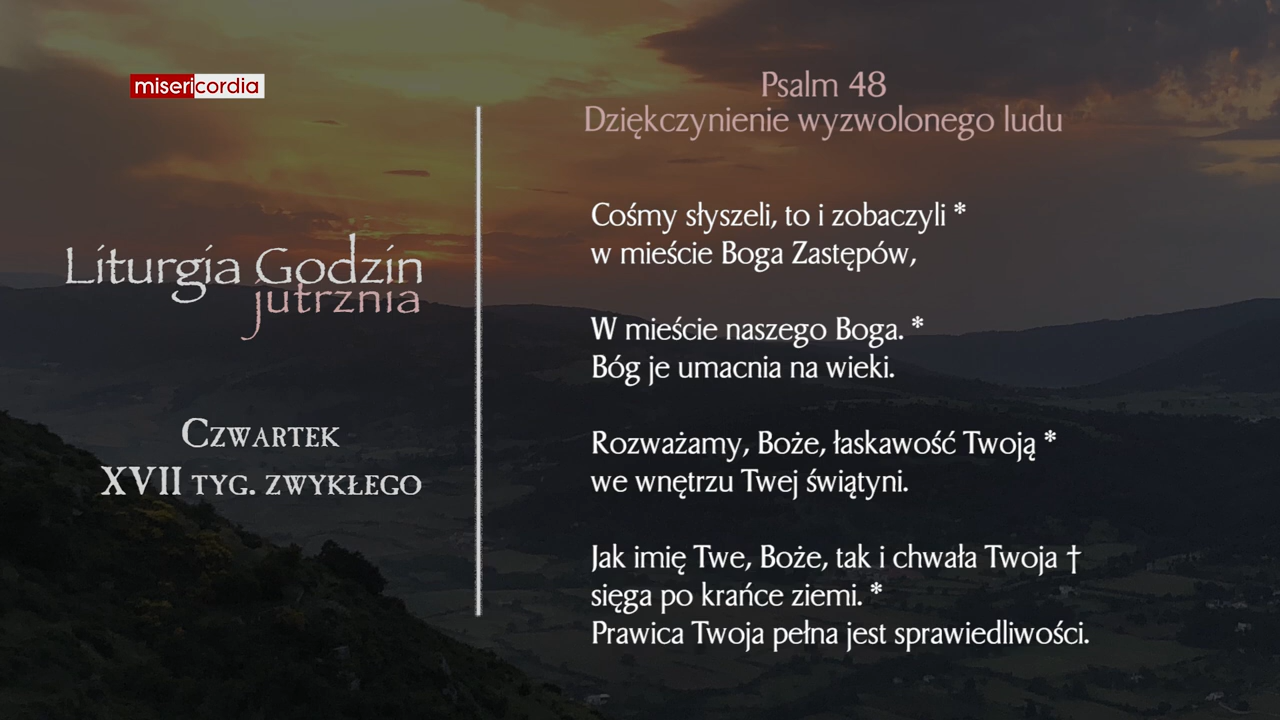 misericordia
Liturgia Godzin
jutrznia
Czwartek
XVII tyg. zwykłego
Psalm 48
Dziękczynienie wyzwolonego ludu
Cośmy słyszeli, to i zobaczyli *
w mieście Boga Zastępów,
W mieście naszego Boga. *
Bóg je umacnia na wieki.
Rozważamy, Boże, łaskawość Twoją *
we wnętrzu Twej świątyni.
Jak imię Twe, Boże, tak i chwała Twoja †
sięga po krańce ziemi. *
Prawica Twoja pełna jest sprawiedliwości.